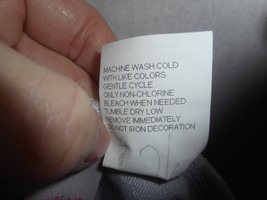 MACHINE WASH COLD
WITH LIKE COLORS
GENTLE CYCLE
ONLY NON-CHLORINE
BLEACH WHEN NEEDED
TUMBLE DRY LOW
REMOVE IMMEDIATELY
DO NOT IRON DECORATION